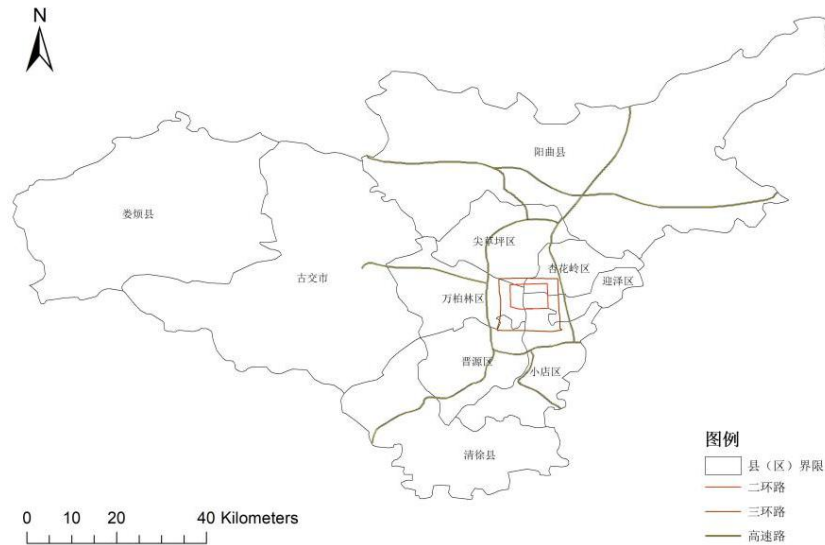 N
阳曲县
娄烦县
尖草坪区
杏花岭区
古交市
迎泽区
万柏林区
晋源区
小店区
清徐县
图例
县（区）界限
二环路
三环路
高速路
0 10 20 40 Kilometers